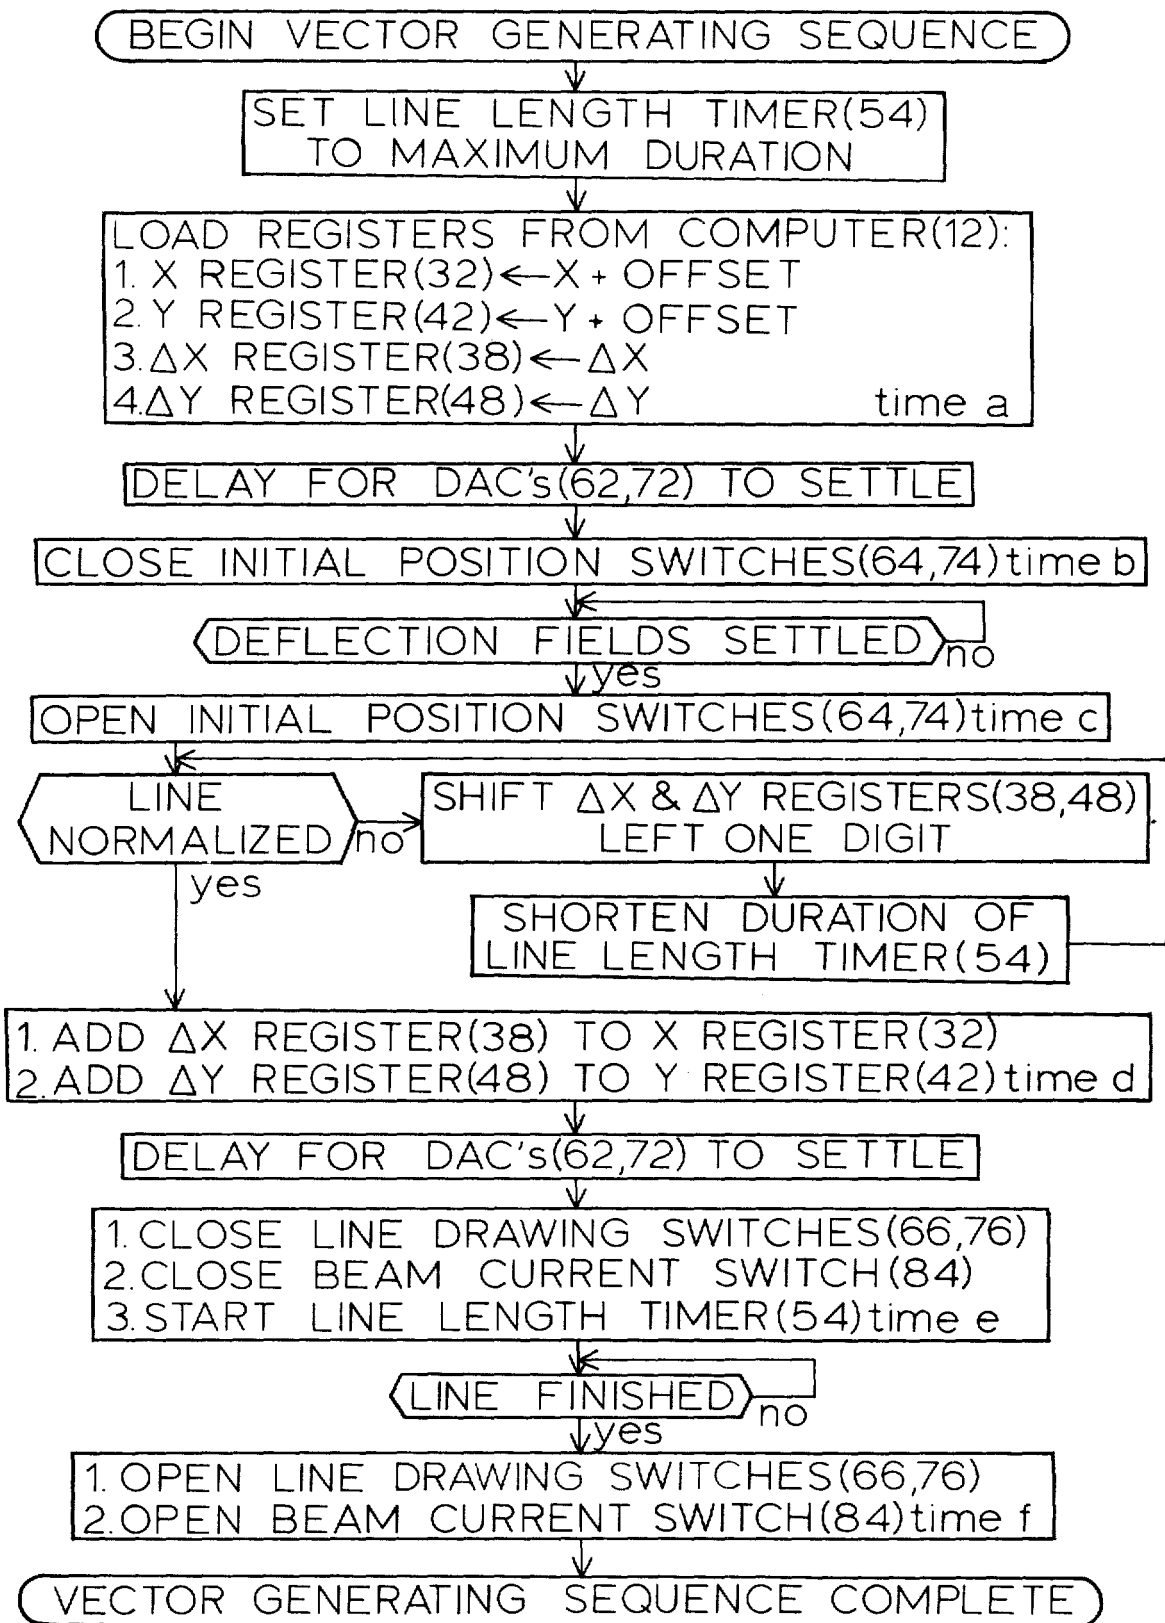 BEGIN VECTOR GENERATING SEQUENCE
SET LINE LENGTH TIMER(54)
TO MAXIMUM DURATION
LOAD REGISTERS FROM COMPUTER(12):
1. X REGISTER(32)←X + OFFSET
2. Y REGISTER(42)←Y + OFFSET
3. ΔX REGISTER(38)←ΔX
4. ΔY REGISTER(48)←ΔY time a
DELAY FOR DAC's(62,72) TO SETTLE
CLOSE INITIAL POSITION SWITCHES(64,74) time b
DEFLECTION FIELDS SETTLED
no
yes
OPEN INITIAL POSITION SWITCHES(64,74) time c
LINE
NORMALIZED
no
yes
SHIFT ΔX & ΔY REGISTERS(38,48)
LEFT ONE DIGIT
SHORTEN DURATION OF
LINE LENGTH TIMER(54)
1. ADD ΔX REGISTER(38) TO X REGISTER(32)
2. ADD ΔY REGISTER(48) TO Y REGISTER(42) time d
DELAY FOR DAC's(62,72) TO SETTLE
1. CLOSE LINE DRAWING SWITCHES(66,76)
2. CLOSE BEAM CURRENT SWITCH(84)
3. START LINE LENGTH TIMER(54) time e
LINE FINISHED
no
yes
1. OPEN LINE DRAWING SWITCHES(66,76)
2. OPEN BEAM CURRENT SWITCH(84) time f
VECTOR GENERATING SEQUENCE COMPLETE